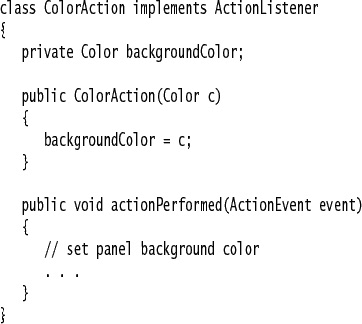 class ColorAction implements ActionListener
{
   private Color backgroundColor;

   public ColorAction(Color c)
   {
      backgroundColor = c;
   }

   public void actionPerformed(ActionEvent event)
   {
      // set panel background color
      . . .
   }
}